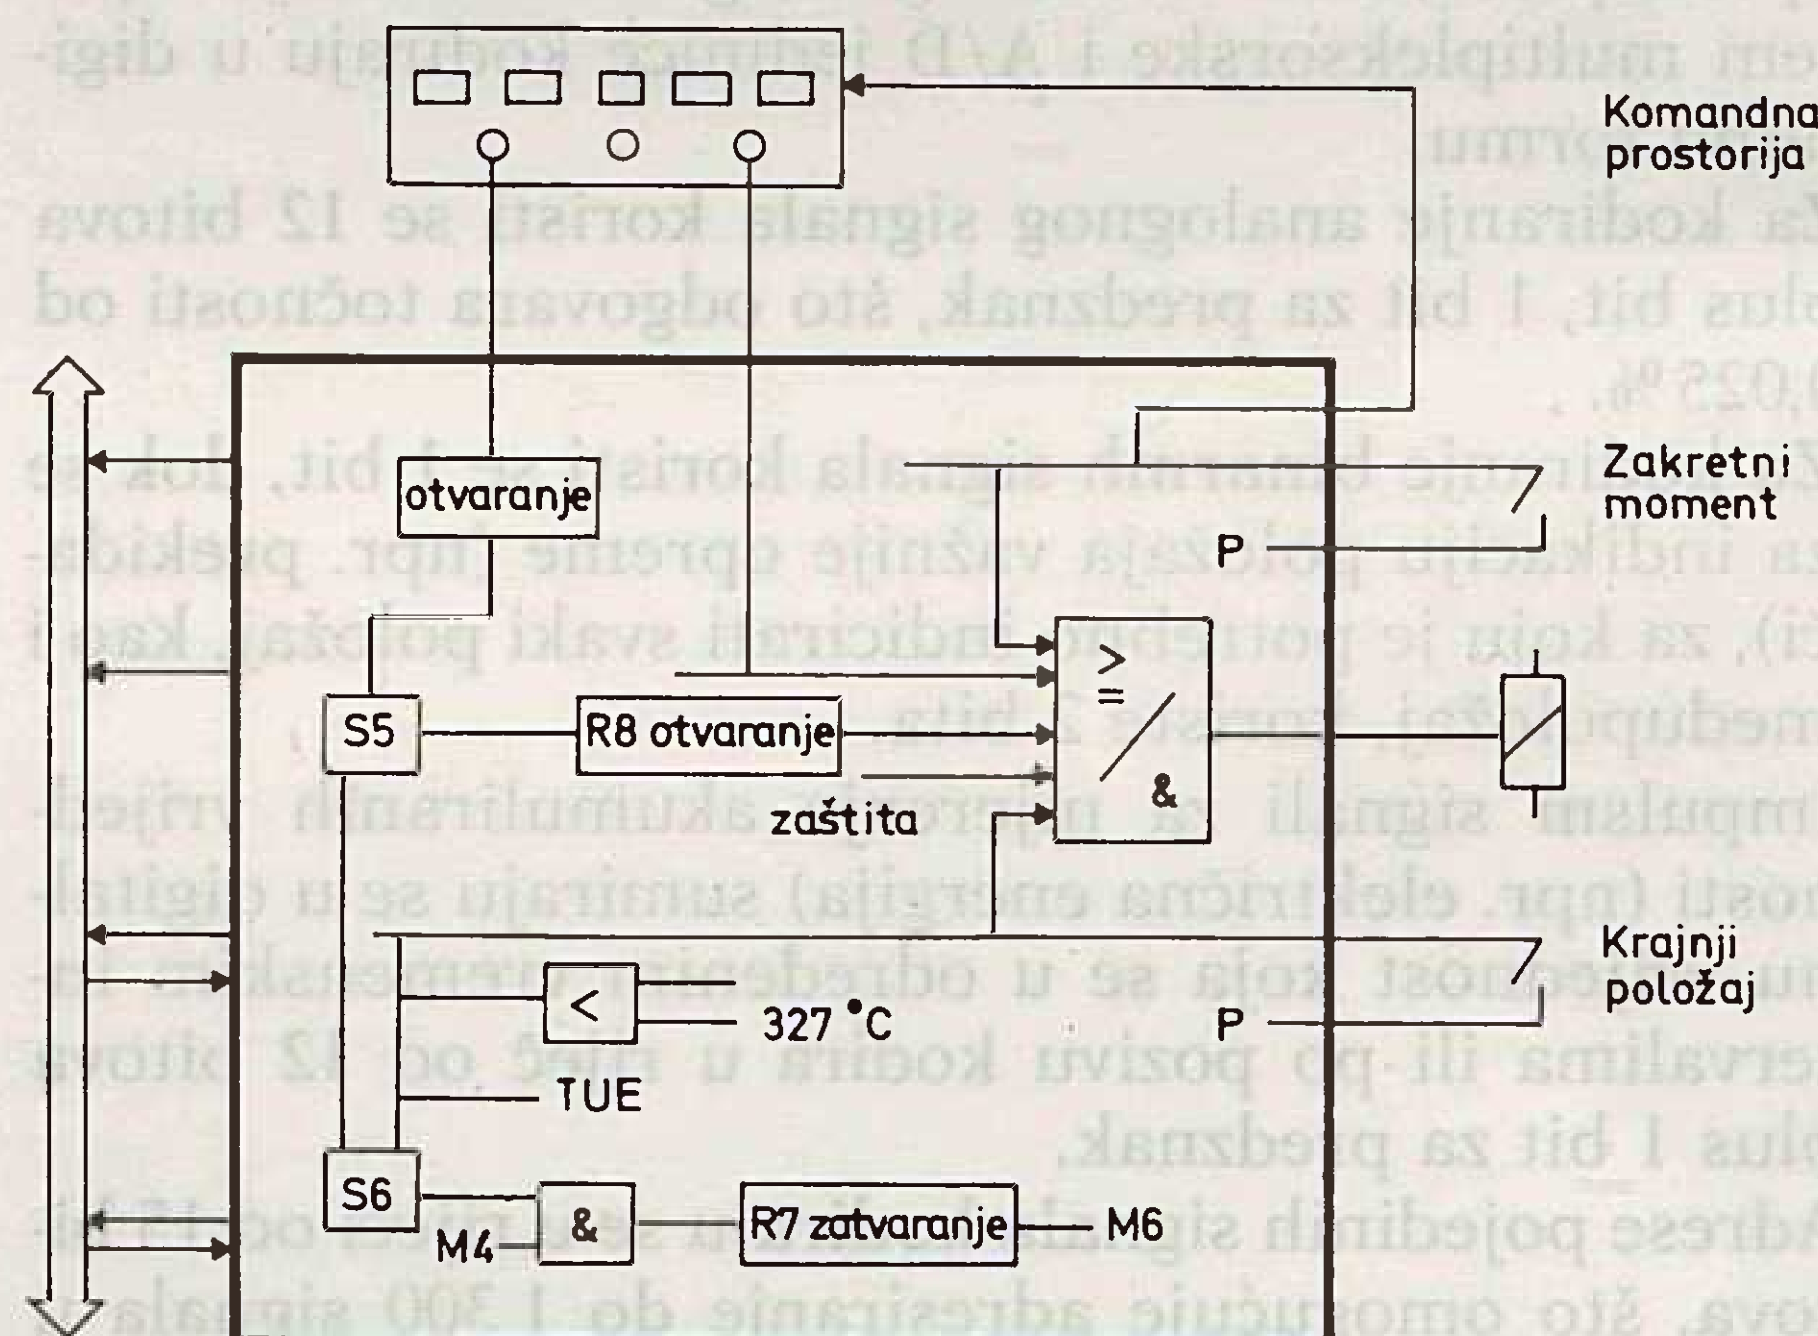 Komandna
prostorija
otvaranje
Zakretni
moment
P
S5
R8 otvaranje
>
=
/
&
zaštita
Krajnji
položaj
<
327 °C
P
TUE
S6
M4
&
R7 zatvaranje
M6